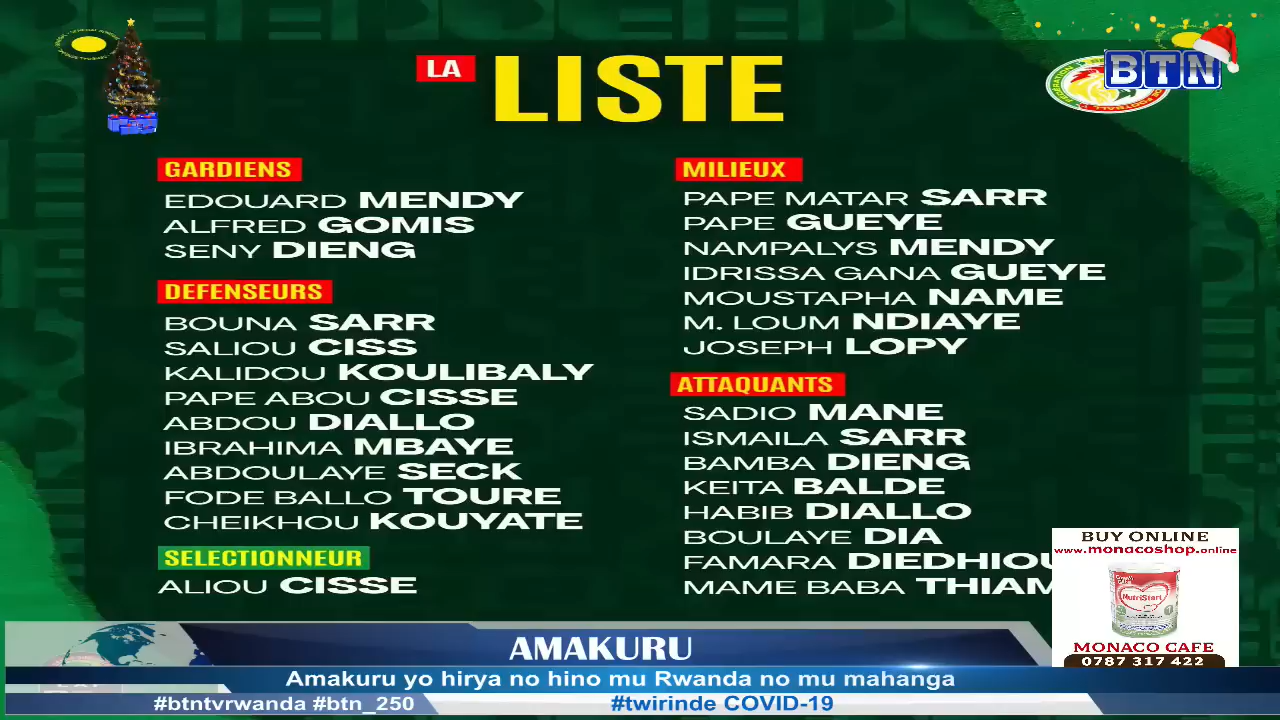 LA LISTE
BTN
GARDIENS
EDOUARD MENDY
ALFRED GOMIS
SENY DIENG
DEFENSEURS
BOUNA SARR
SALIOU CISS
KALIDOU KOULIBALY
PAPE ABOU CISSE
ABDOU DIALLO
IBRAHIMA MBAYE
ABDOULAYE SECK
FODE BALLO TOURE
CHEIKHOU KOUYATE
SELECTIONNEUR
ALIOU CISSE
MILIEUX
PAPE MATAR SARR
PAPE GUEYE
NAMPALYS MENDY
IDRISSA GANA GUEYE
MOUSTAPHA NAME
M. LOUM NDIAYE
JOSEPH LOPY
ATTAQUANTS
SADIO MANE
ISMAILA SARR
BAMBA DIENG
KEITA BALDE
HABIB DIALLO
BOULAYE DIA
FAMARA DIEDHIOU
MAME BABA THIAM
BUY ONLINE
www.monacoshop.online
NutriStart
MONACO CAFE
0787 317 422
AMAKURU
Amakuru yo hirya no hino mu Rwanda no mu mahanga
#btntvrwanda #btn_250
#twirinde COVID-19